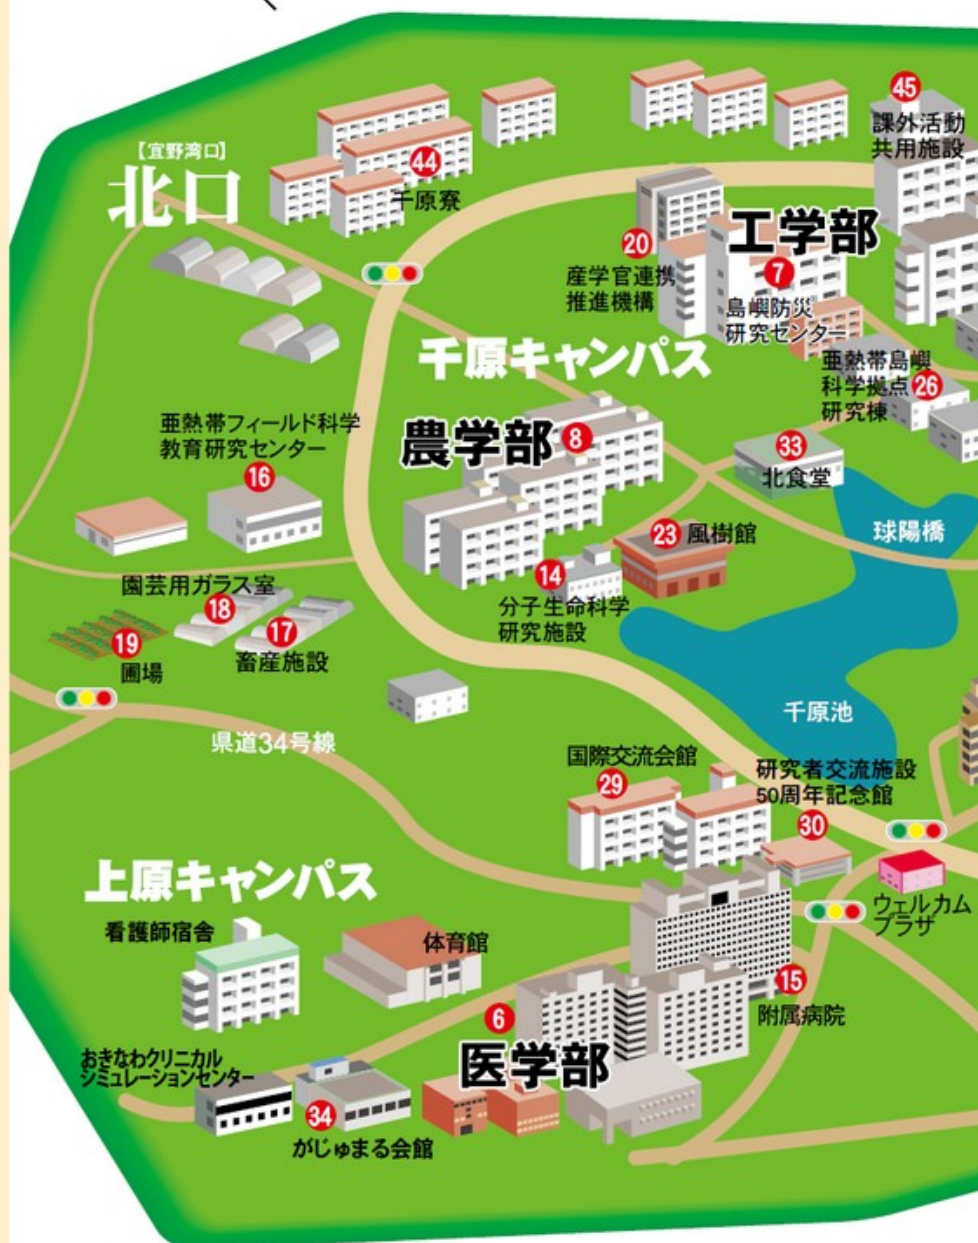 45
課外活動
共用施設
【宜野湾口】
北口
44
千原寮
20
産学官連携
推進機構
工学部
7
島嶼防災
研究センター
千原キャンパス
亜熱帯島嶼
科学拠点
研究棟
26
農学部
8
33
北食堂
亜熱帯フィールド科学
教育研究センター
16
23
風樹館
球陽橋
14
分子生命科学
研究施設
園芸用ガラス室
18
17
畜産施設
19
圃場
千原池
県道34号線
国際交流会館
29
研究者交流施設
50周年記念館
30
ウェルカム
プラザ
上原キャンパス
看護師宿舎
体育館
15
附属病院
6
医学部
おきなわクリニカル
シミュレーションセンター
34
がじゅまる会館